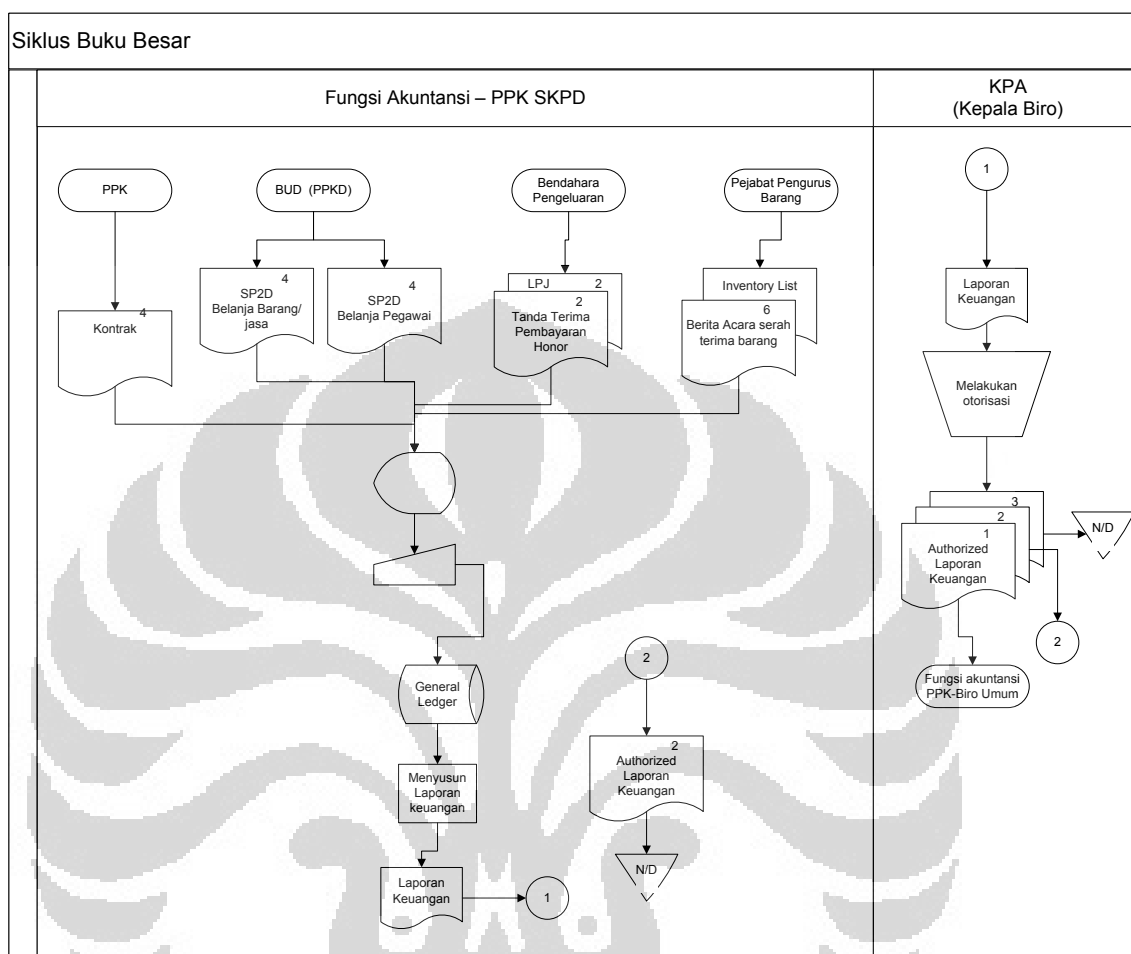 Siklus Buku Besar
Fungsi Akuntansi – PPK SKPD
KPA
(Kepala Biro)
PPK
BUD (PPKD)
Bendahara
Pengeluaran
Pejabat Pengurus
Barang
4
Kontrak
4
SP2D
Belanja Barang/
jasa
4
SP2D
Belanja Pegawai
LPJ 2
2
Tanda Terima
Pembayaran
Honor
Inventory List
6
Berita Acara serah
terima barang
General
Ledger
Menyusun
Laporan
keuangan
Laporan
Keuangan
1
2
2
Authorized
Laporan
Keuangan
N/D
1
Laporan
Keuangan
Melakukan
otorisasi
3
2
1
Authorized
Laporan
Keuangan
N/D
2
Fungsi akuntansi
PPK-Biro Umum